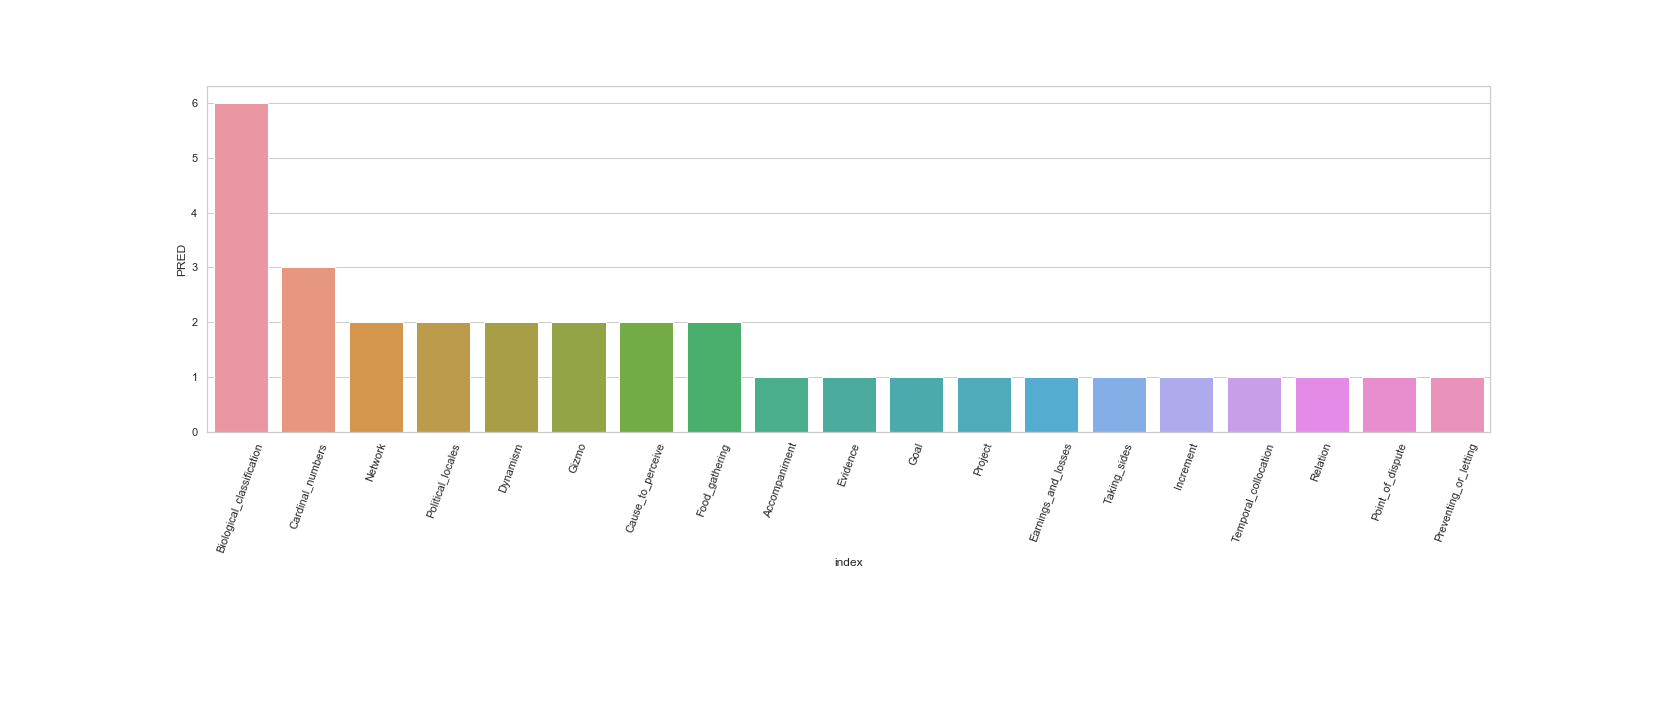 6
5
4
3
2
1
0
PRED
Biological_classification
Cardinal_numbers
Network
Political_locales
Dynamism
Gizmo
Cause_to_perceive
Food_gathering
Accompaniment
Evidence
Goal
Project
Earnings_and_losses
Taking_sides
Increment
Temporal_collocation
Relation
Point_of_dispute
Preventing_or_letting
index